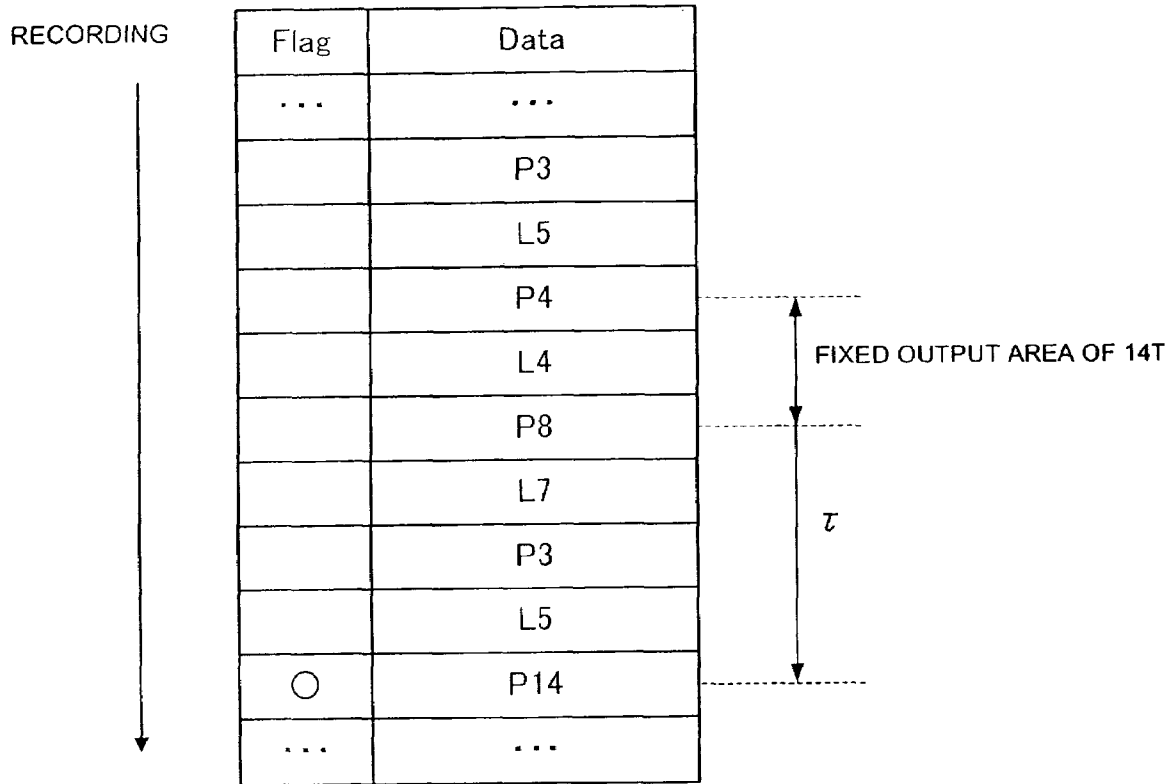 RECORDING
Flag Data
... ...
P3
L5
P4
L4
FIXED OUTPUT AREA OF 14T
P8
L7
τ
P3
L5
○ P14
... ...